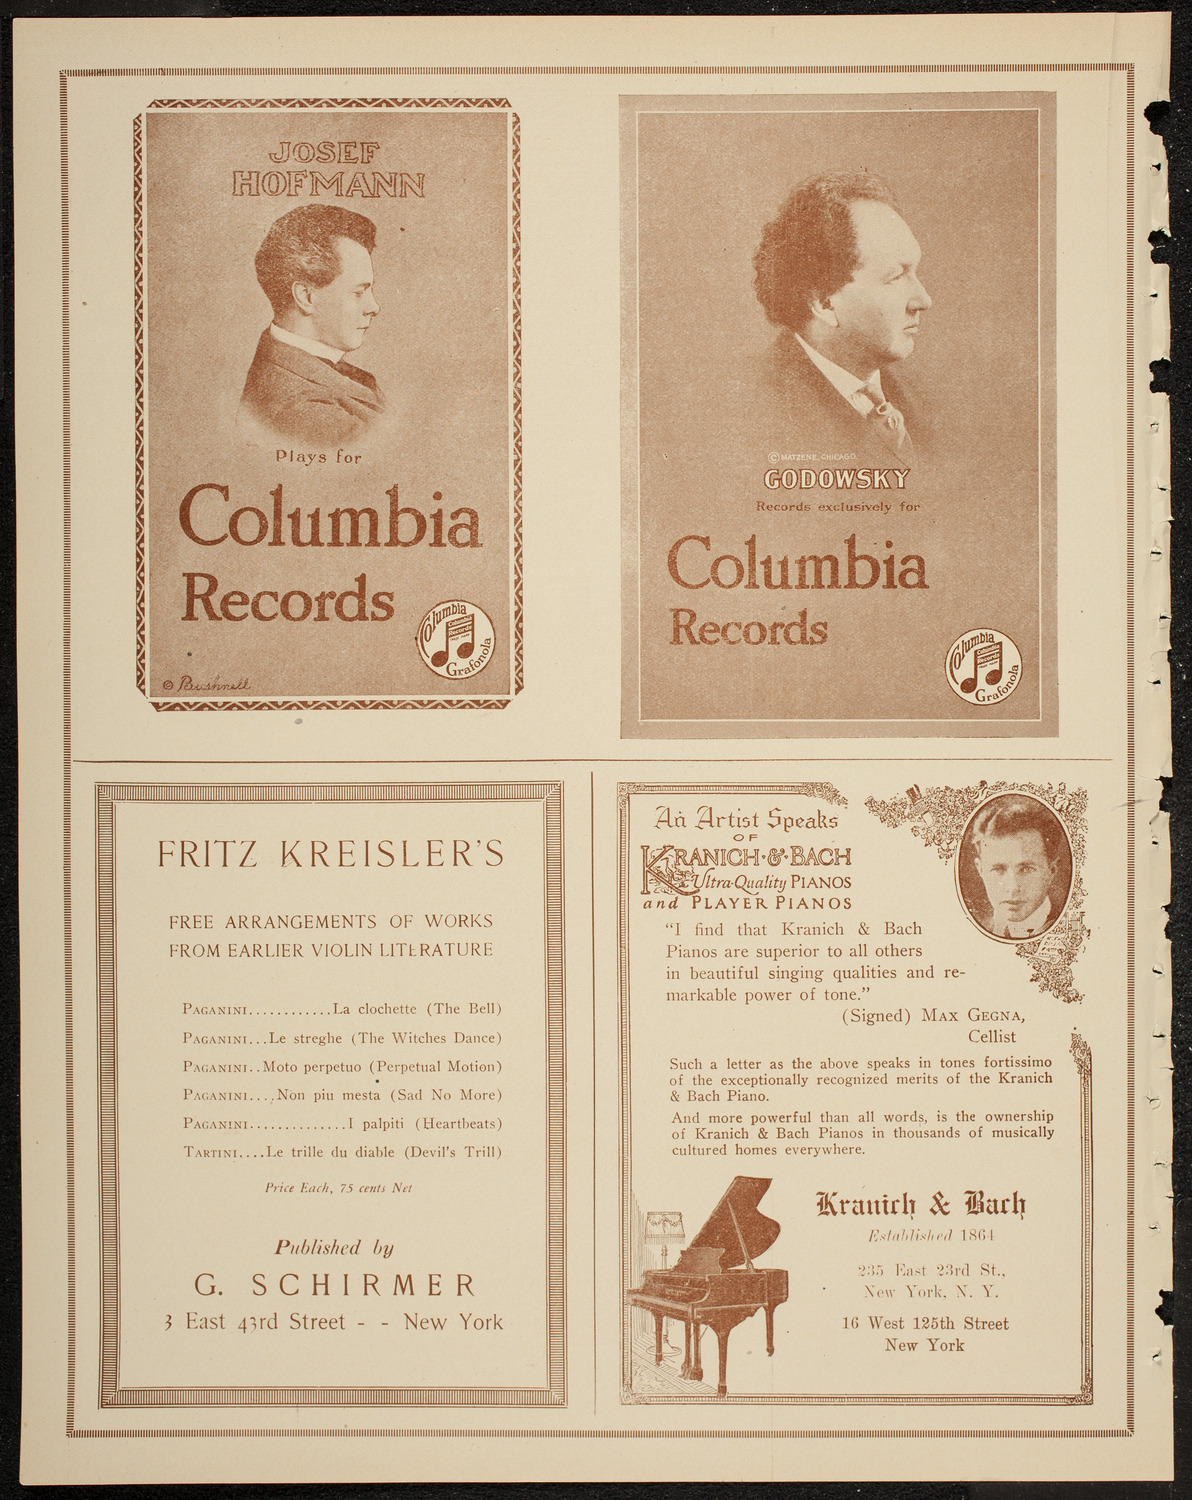 JOSEF
HOFMANN
Plays for
Columbia
Records
Columbia
Columbia
Records
Grafonola
© Bushnell
© MATZENE, CHICAGO.
GODOWSKY
Records exclusively for
Columbia
Records
Columbia
Columbia
Records
Grafonola
FRITZ KREISLER'S
FREE ARRANGEMENTS OF WORKS
FROM EARLIER VIOLIN LITERATURE
PAGANINI............La clochette (The Bell)
PAGANINI...Le streghe (The Witches Dance)
PAGANINI..Moto perpetuo (Perpetual Motion)
PAGANINI....Non piu mesta (Sad No More)
PAGANINI..............I palpiti (Heartbeats)
TARTINI....Le trille du diable (Devil's Trill)
Price Each, 75 cents Net
Published by
G. SCHIRMER
3 East 43rd Street - - New York
An Artist Speaks
OF
KRANICH·&·BACH
Ultra-Quality PIANOS
and PLAYER PIANOS
"I find that Kranich & Bach
Pianos are superior to all others
in beautiful singing qualities and re-
markable power of tone."
(Signed) MAX GEGNA,
Cellist
Such a letter as the above speaks in tones fortissimo
of the exceptionally recognized merits of the Kranich
& Bach Piano.
And more powerful than all words, is the ownership
of Kranich & Bach Pianos in thousands of musically
cultured homes everywhere.
Kranich & Bach
Established 1864
235 East 23rd St.,
New York, N. Y.
16 West 125th Street
New York